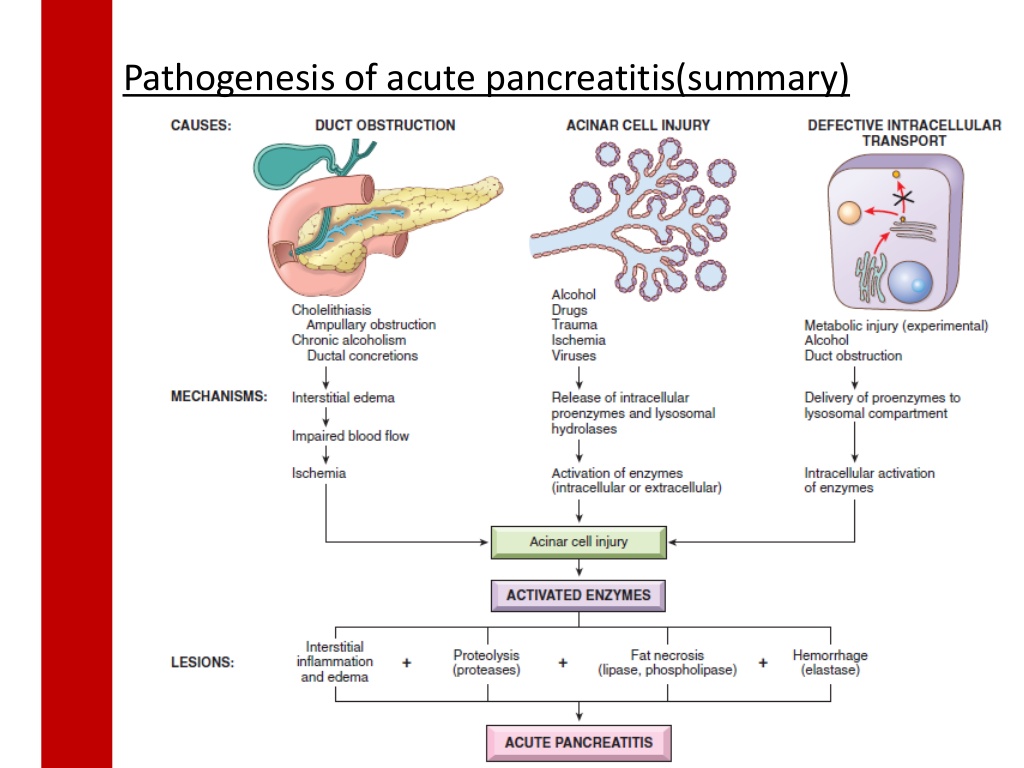 Pathogenesis of acute pancreatitis(summary)
CAUSES:
DUCT OBSTRUCTION
ACINAR CELL INJURY
DEFECTIVE INTRACELLULAR
TRANSPORT
Cholelithiasis
Ampullary obstruction
Chronic alcoholism
Ductal concretions
Alcohol
Drugs
Trauma
Ischemia
Viruses
Metabolic injury (experimental)
Alcohol
Duct obstruction
MECHANISMS:
Interstitial edema
Impaired blood flow
Ischemia
Release of intracellular
proenzymes and lysosomal
hydrolases
Activation of enzymes
(intracellular or extracellular)
Delivery of proenzymes to
lysosomal compartment
Intracellular activation
of enzymes
Acinar cell injury
ACTIVATED ENZYMES
LESIONS:
Interstitial
inflammation
and edema
+
Proteolysis
(proteases)
+
Fat necrosis
(lipase, phospholipase)
+
Hemorrhage
(elastase)
ACUTE PANCREATITIS